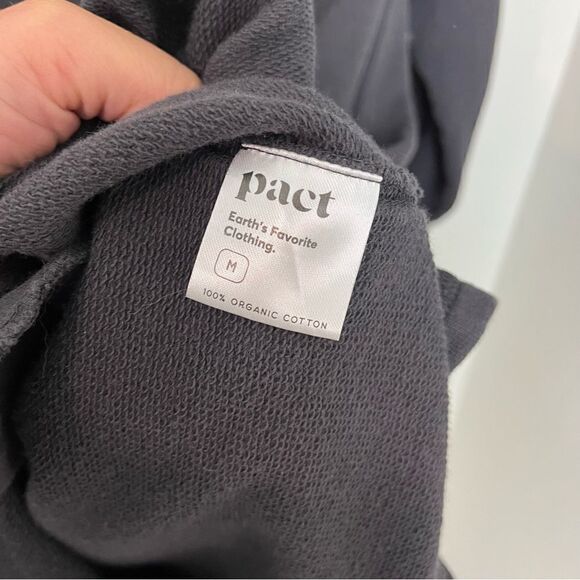 pact
Earth's Favorite
Clothing.
M
100% ORGANIC COTTON